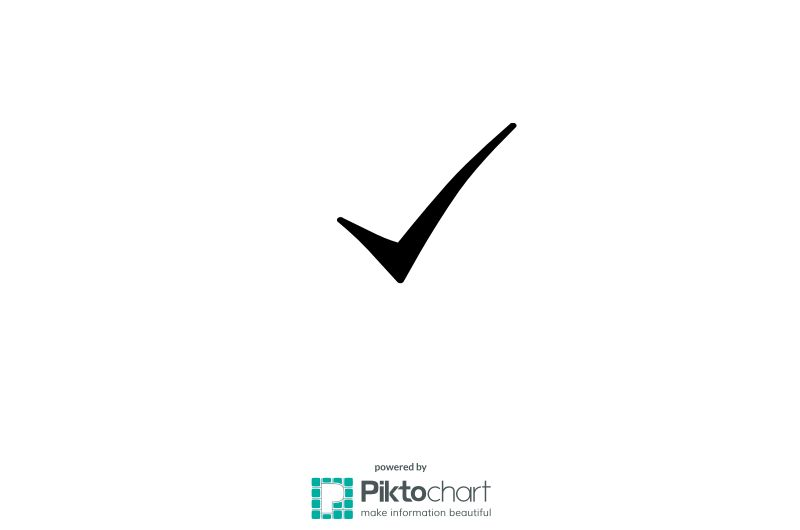 powered by
Piktochart
make information beautiful